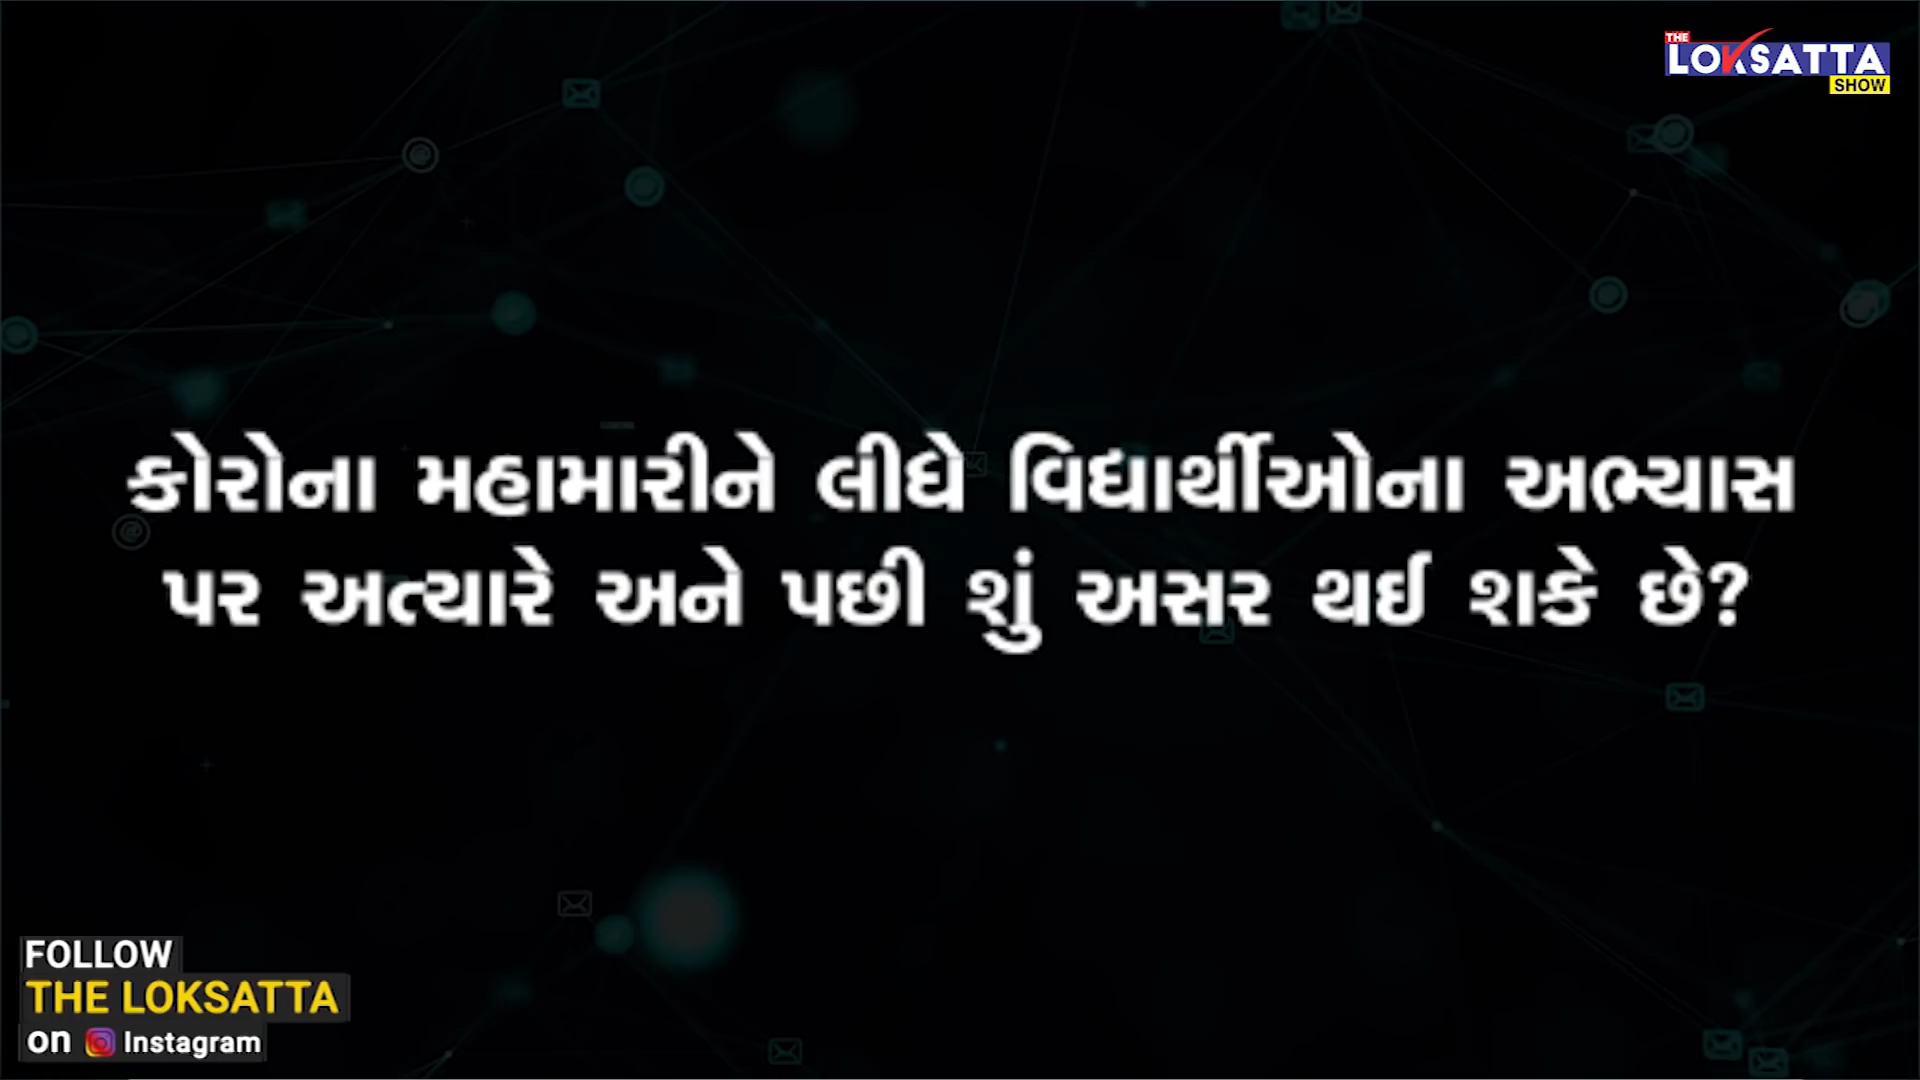 THE
LOKSATTA
SHOW
કોરોના મહામારીને લીધે વિદ્યાર્થીઓના અભ્યાસ
પર અત્યારે અને પછી શું અસર થઈ શકે છે?
FOLLOW
THE LOKSATTA
on Instagram